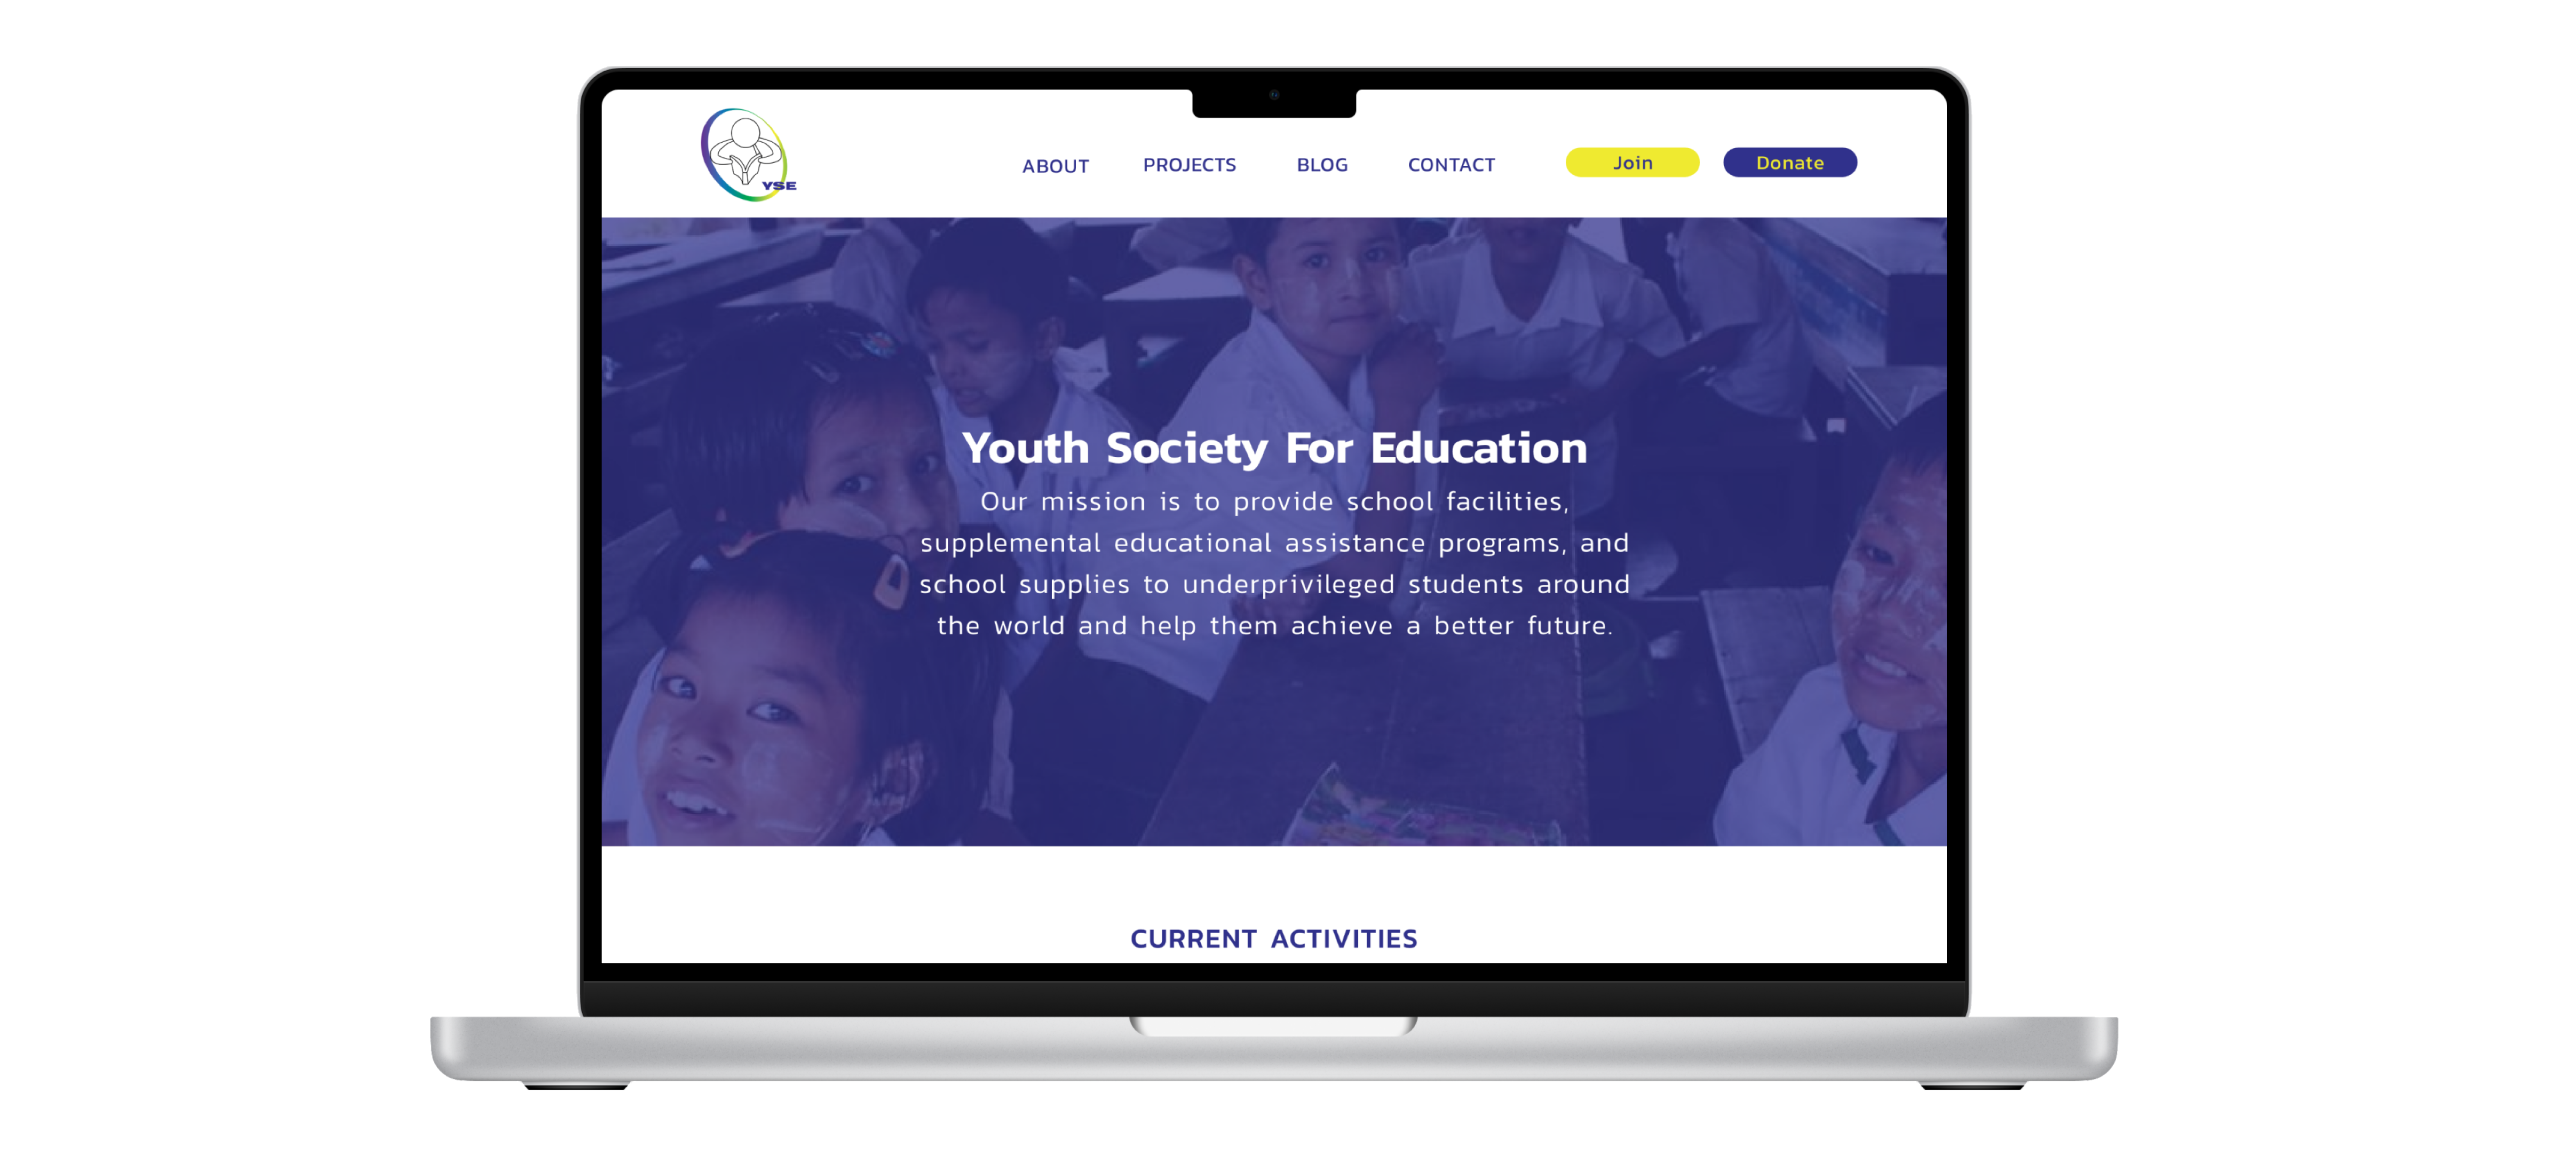 YSE
ABOUT PROJECTS BLOG CONTACT Join Donate
Youth Society For Education
Our mission is to provide school facilities,
supplemental educational assistance programs, and
school supplies to underprivileged students around
the world and help them achieve a better future.
CURRENT ACTIVITIES